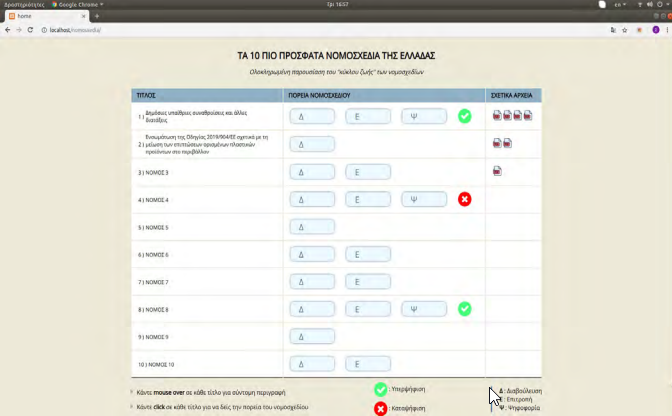 Δραστηριότητες Google Chrome Τρί 16:57 en
home
localhost/nomosxedia/
ΤΑ 10 ΠΙΟ ΠΡΟΣΦΑΤΑ ΝΟΜΟΣΧΕΔΙΑ ΤΗΣ ΕΛΛΑΔΑΣ
Ολοκληρωμένη παρουσίαση του "κύκλου ζωής" των νομοσχεδίων
ΤΙΤΛΟΣ ΠΟΡΕΙΑ ΝΟΜΟΣΧΕΔΙΟΥ ΣΧΕΤΙΚΑ ΑΡΧΕΙΑ
1 ) Δημόσιες υπαίθριες συναθροίσεις και άλλες
διατάξεις
Δ Ε Ψ
Ενσωμάτωση της Οδηγίας 2019/904/ΕΕ σχετικά με τη
2 ) μείωση των επιπτώσεων ορισμένων πλαστικών
προϊόντων στο περιβάλλον
Δ
3 ) ΝΟΜΟΣ 3 Δ Ε
4 ) ΝΟΜΟΣ 4 Δ Ε Ψ
5 ) ΝΟΜΟΣ 5 Δ
6 ) ΝΟΜΟΣ 6 Δ Ε
7 ) ΝΟΜΟΣ 7 Δ Ε
8 ) ΝΟΜΟΣ 8 Δ Ε Ψ
9 ) ΝΟΜΟΣ 9 Δ
10 ) ΝΟΜΟΣ 10 Δ Ε
Κάντε mouse over σε κάθε τίτλο για σύντομη περιγραφή
Κάντε click σε κάθε τίτλο για να δεις την πορεία του νομοσχεδίου
: Υπερψήφιση
: Καταψήφιση
Δ : Διαβούλευση
Ε : Επιτροπή
Ψ : Ψηφοφορία